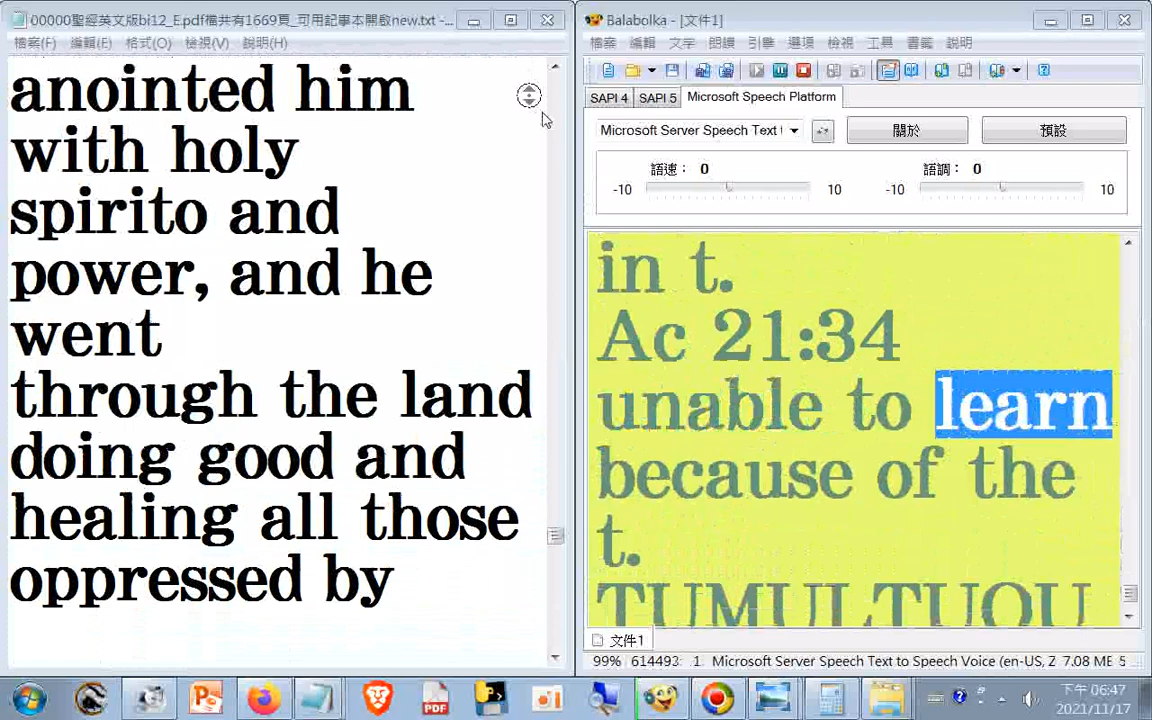 00000聖經英文版bi12_E.pdf檔共有1669頁_可用記事本開啟new.txt -...
檔案(F) 編輯(E) 格式(O) 檢視(V) 說明(H)
anointed him
with holy
spirito and
power, and he
went
through the land
doing good and
healing all those
oppressed by
Balabolka - [文件1]
檔案 編輯 文字 朗讀 引擎 選項 檢視 工具 書籤 說明
SAPI 4 SAPI 5 Microsoft Speech Platform
Microsoft Server Speech Text t 關於 預設
語速： 0 語調： 0
-10 10 -10 10
in t.
Ac 21:34
unable to learn
because of the
t.
TUMULTUOU
文件1
99% 614493: 1 Microsoft Server Speech Text to Speech Voice (en-US, Z 7.08 ME 5
PDF
下午 06:47
2021/11/17